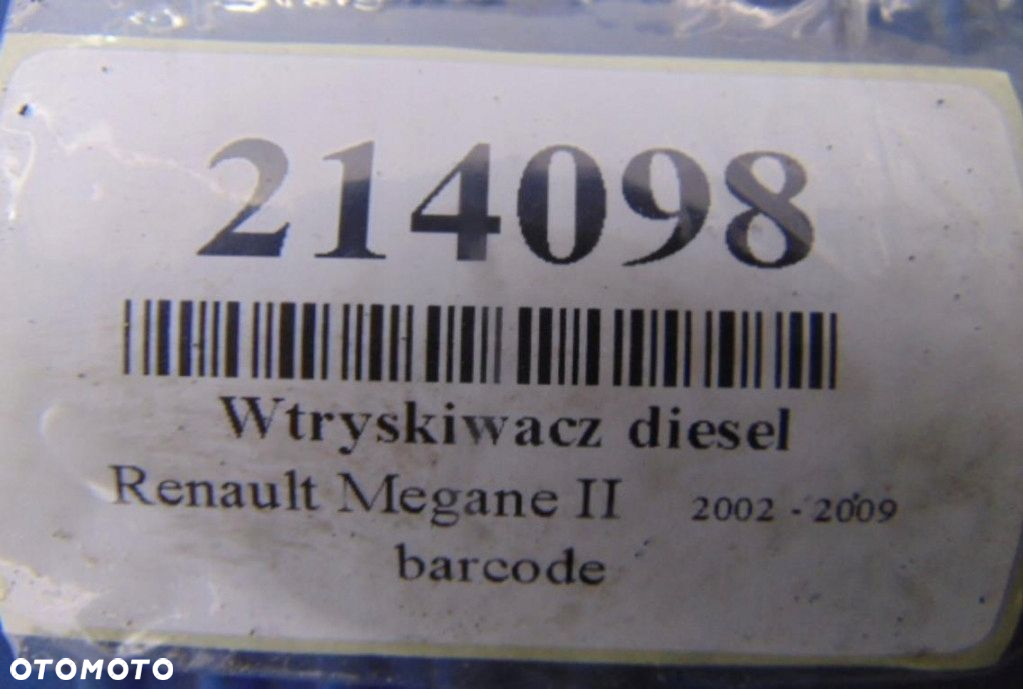 214098
Wtryskiwacz diesel
Renault Megane II 2002 - 2009
barcode
OTOMOTO